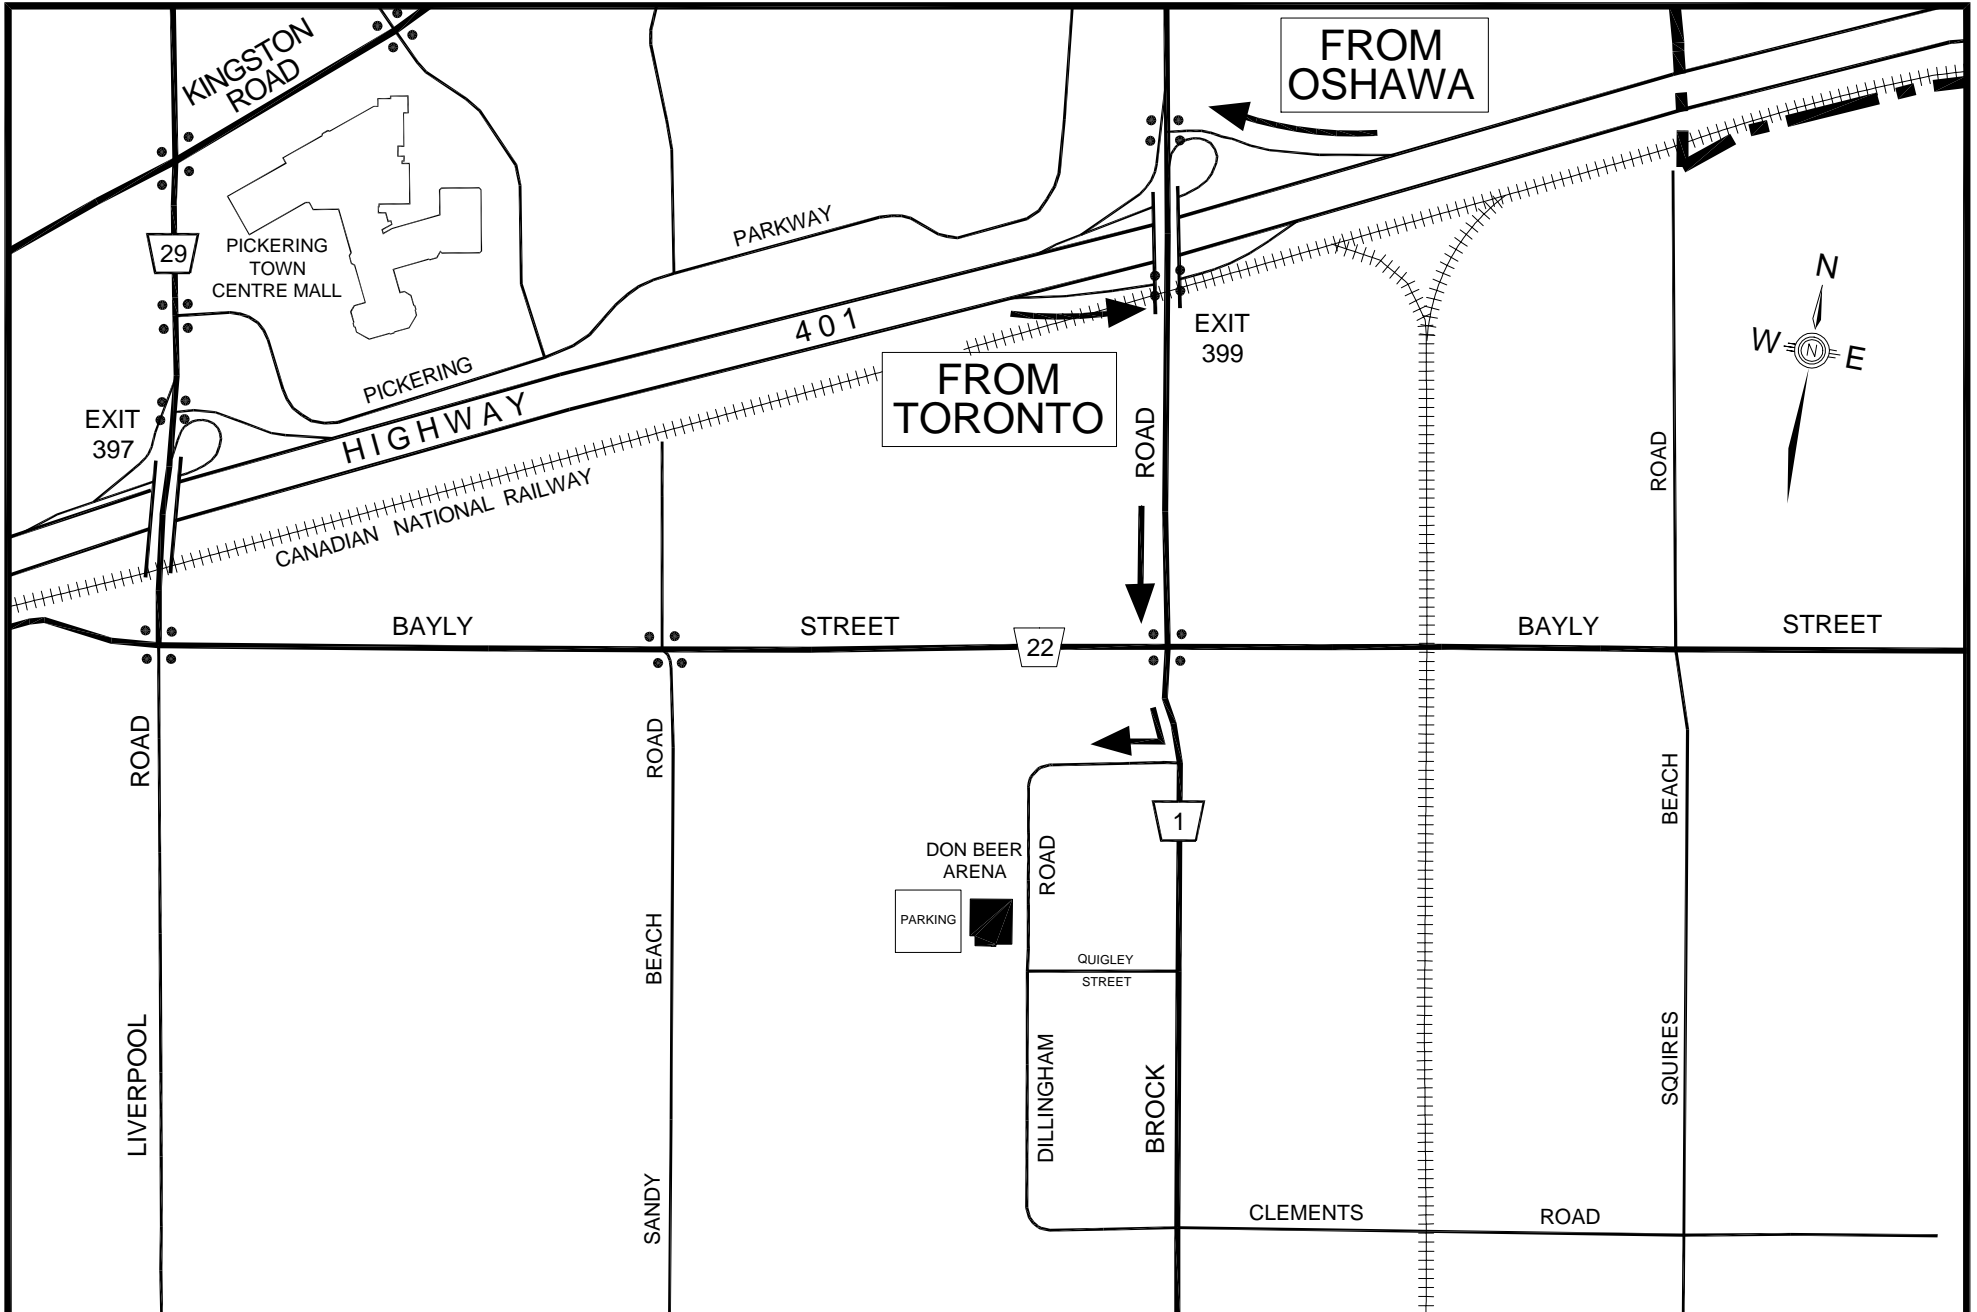 FROM
OSHAWA
KINGSTON
ROAD
29
PICKERING
TOWN
CENTRE MALL
PARKWAY
N
W
N
E
EXIT
399
401
FROM
TORONTO
PICKERING
HIGHWAY
EXIT
397
ROAD
ROAD
CANADIAN NATIONAL RAILWAY
BAYLY
STREET
22
BAYLY
STREET
ROAD
ROAD
BEACH
1
DON BEER
ARENA
ROAD
PARKING
BEACH
QUIGLEY
STREET
LIVERPOOL
DILLINGHAM
BROCK
SQUIRES
SANDY
CLEMENTS
ROAD